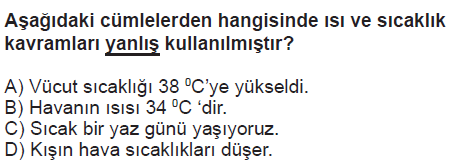 Aşağıdaki cümlelerden hangisinde ısı ve sıcaklık
kavramları yanlış kullanılmıştır?
A) Vücut sıcaklığı 38 ⁰C’ye yükseldi.
B) Havanın ısısı 34 ⁰C ‘dir.
C) Sıcak bir yaz günü yaşıyoruz.
D) Kışın hava sıcaklıkları düşer.